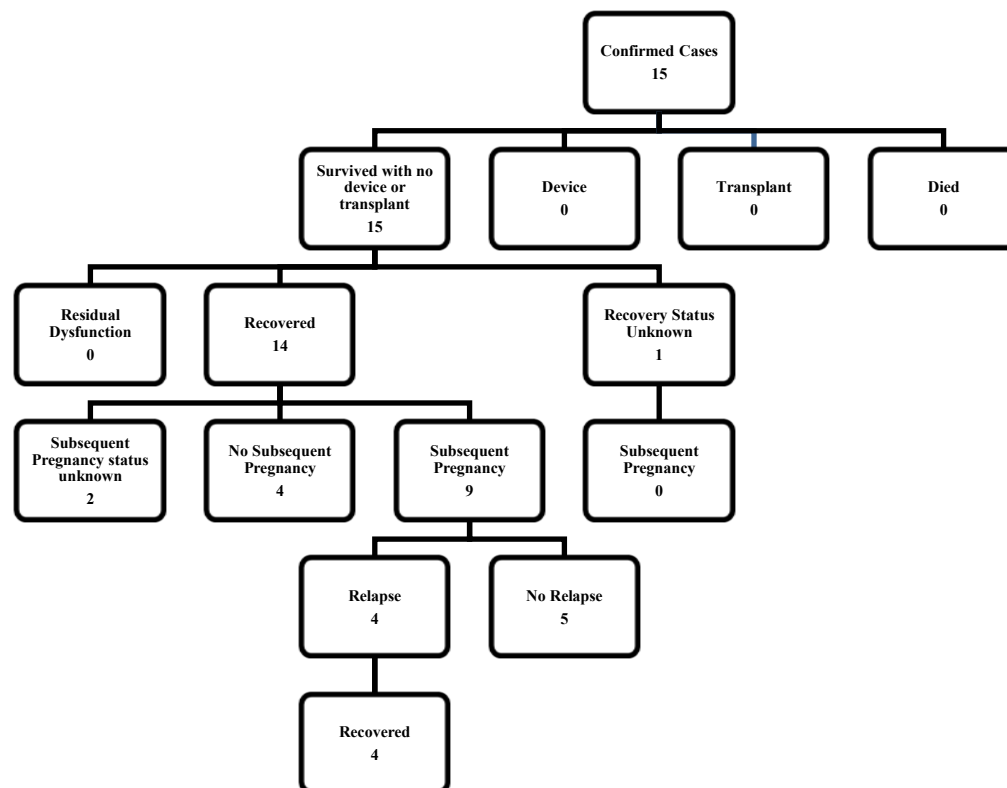 Confirmed Cases
15
Survived with no
device or
transplant
15
Device
0
Transplant
0
Died
0
Residual
Dysfunction
0
Recovered
14
Recovery Status
Unknown
1
Subsequent
Pregnancy status
unknown
2
No Subsequent
Pregnancy
4
Subsequent
Pregnancy
9
Subsequent
Pregnancy
0
Relapse
4
No Relapse
5
Recovered
4